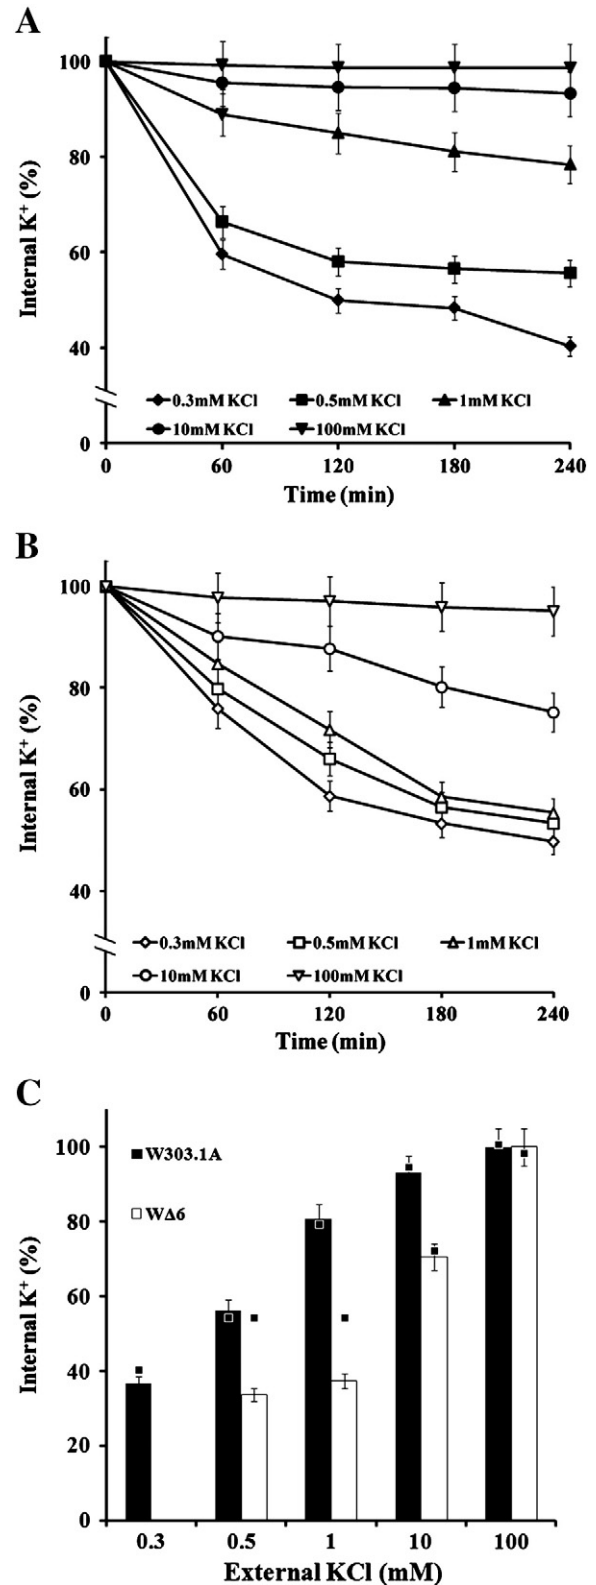 A
100
80
60
40
0
Internal K+ (%)
0.3mM KCl 0.5mM KCl 1mM KCl
10mM KCl 100mM KCl
0 60 120 180 240
Time (min)
B
100
80
60
40
0
Internal K+ (%)
0.3mM KCl 0.5mM KCl 1mM KCl
10mM KCl 100mM KCl
0 60 120 180 240
Time (min)
C
100
80
60
40
20
0
Internal K+ (%)
W303.1A
WΔ6
0.3 0.5 1 10 100
External KCl (mM)